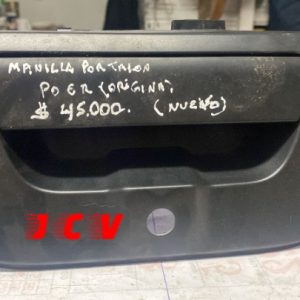 MANILLA PORTALON
POER (ORIGINAL
$ 45.000. (NUEVO)
JCV